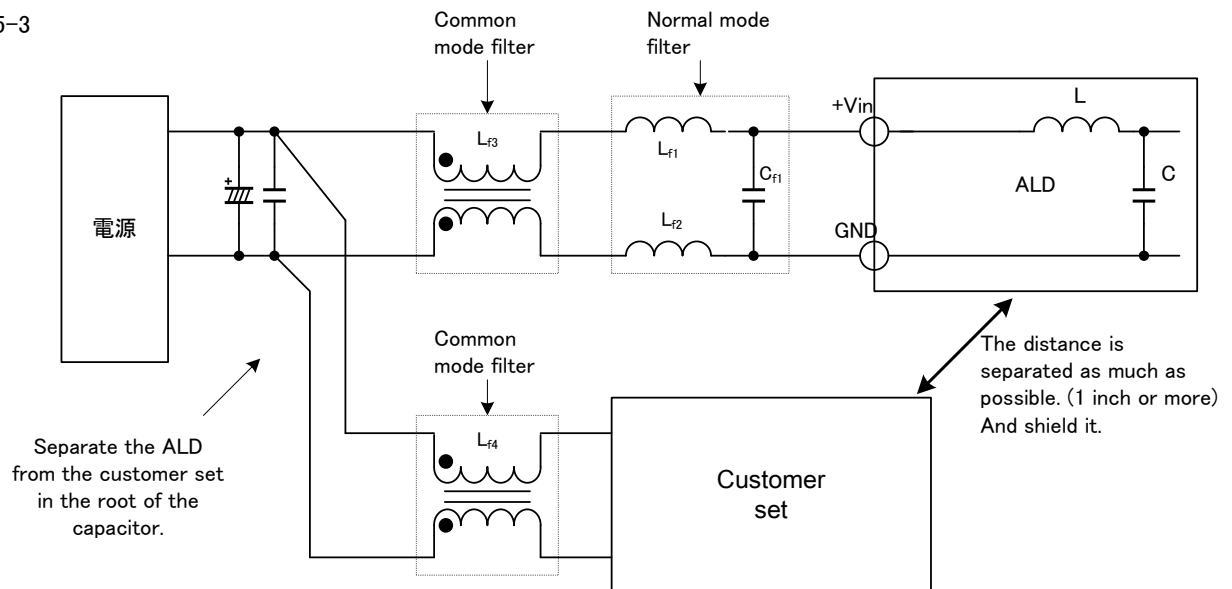 5-3
Common
mode filter
Normal mode
filter
+Vin
L
Lf3
Lf1
Cf1
ALD
C
電源
+
Lf2
GND
Common
mode filter
The distance is
separated as much as
possible. (1 inch or more)
And shield it.
Separate the ALD
from the customer set
in the root of the
capacitor.
Lf4
Customer
set